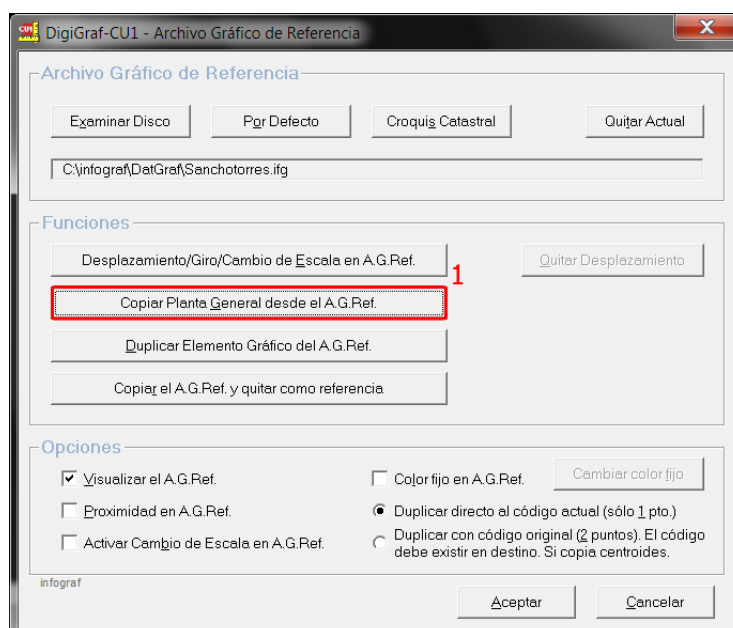 CU1 DigiGraf-CU1 - Archivo Gráfico de Referencia X
Archivo Gráfico de Referencia
Examinar Disco Por Defecto Croquis Catastral Quitar Actual
C:\infograf\DatGraf\Sanchotorres.ifg
Funciones
Desplazamiento/Giro/Cambio de Escala en A.G.Ref. Quitar Desplazamiento
1
Copiar Planta General desde el A.G.Ref.
Duplicar Elemento Gráfico del A.G.Ref.
Copiar el A.G.Ref. y quitar como referencia
Opciones
Visualizar el A.G.Ref. Color fijo en A.G.Ref. Cambiar color fijo
Proximidad en A.G.Ref. Duplicar directo al código actual (sólo 1 pto.)
Activar Cambio de Escala en A.G.Ref. Duplicar con código original (2 puntos). El código
debe existir en destino. Si copia centroides.
infograf
Aceptar Cancelar